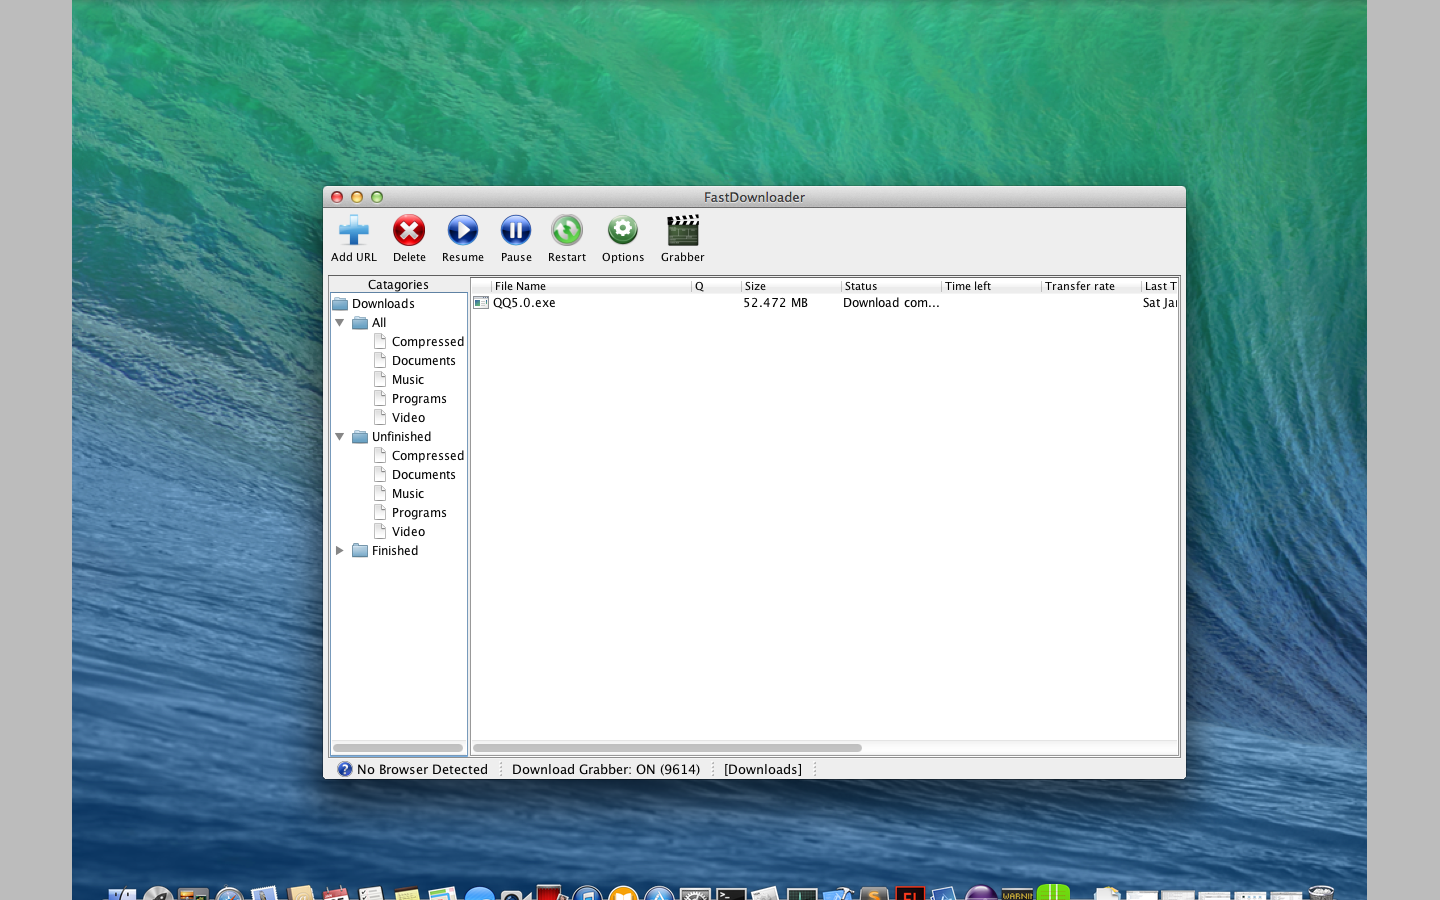 FastDownloader
Add URL Delete Resume Pause Restart Options Grabber
Catagories
Downloads
All
Compressed
Documents
Music
Programs
Video
Unfinished
Compressed
Documents
Music
Programs
Video
Finished
File Name Q Size Status Time left Transfer rate Last T
QQ5.0.exe 52.472 MB Download com... Sat Jan
No Browser Detected Download Grabber: ON (9614) [Downloads]